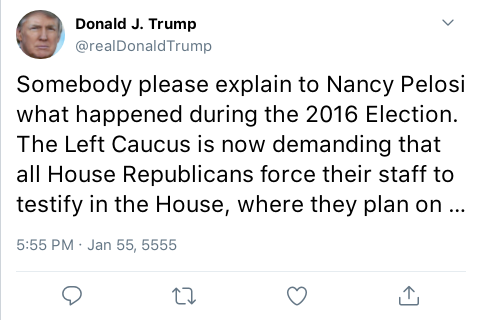 Donald J. Trump
@realDonaldTrump
Somebody please explain to Nancy Pelosi
what happened during the 2016 Election.
The Left Caucus is now demanding that
all House Republicans force their staff to
testify in the House, where they plan on ...
5:55 PM · Jan 55, 5555